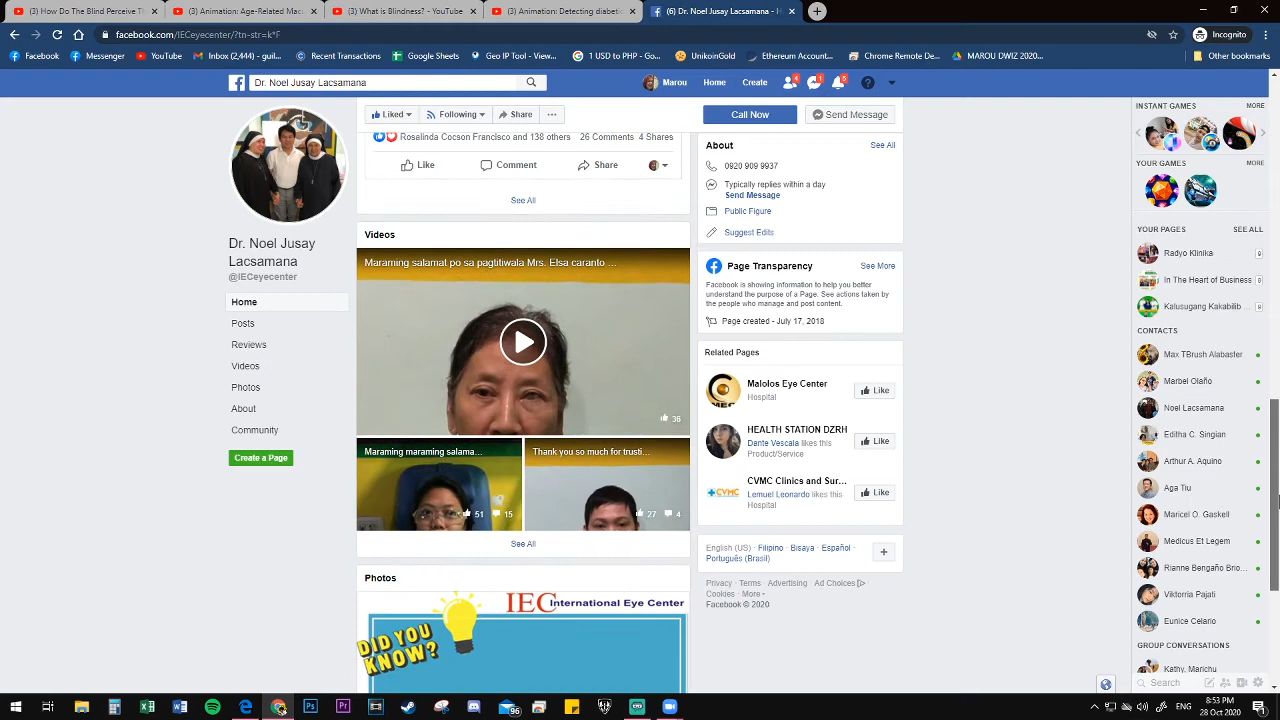 (3) How Do The Blind Perceive T
(3) Animation: Age-Related Mac
(3) What is Blindness? - YouTube
(3) Animation: Detecting diabetic
(6) Dr. Noel Jusay Lacsamana - H
facebook.com/IECeyecenter/?ti-str=k*F
Incognito
Facebook
Messenger
YouTube
Inbox (2,444) - guil...
Recent Transactions
Google Sheets
Geo IP Tool - View...
1 USD to PHP - Goo...
UnikoinGold
Ethereum Account...
Chrome Remote De...
MAROU DWIZ 2020...
Other bookmarks
Dr. Noel Jusay Lacsamana
Marou Home Create 4 1 5
Liked Following Share ...
Call Now Send Message
Dr. Noel Jusay
Lacsamana
@IECeyecenter
Home
Posts
Reviews
Videos
Photos
About
Community
Create a Page
Rosalinda Cocson Francisco and 138 others 26 Comments 4 Shares
Like Comment Share
See All
Videos
Maraming salamat po sa pagtitiwala Mrs. Elsa caranto ...
36
Maraming maraming salama...
51 15
Thank you so much for trusti...
27 4
See All
Photos
IEC International Eye Center
DID YOU
KNOW?
About See All
0920 909 9937
Typically replies within a day
Send Message
Public Figure
Suggest Edits
Page Transparency See More
Facebook is showing information to help you better
understand the purpose of a Page. See actions taken by
the people who manage and post content.
Page created - July 17, 2018
Related Pages
Malolos Eye Center
Hospital
Like
HEALTH STATION DZRH
Dante Vescala likes this
Product/Service
Like
CVMC Clinics and Sur...
Lemuel Leonardo likes this
Hospital
Like
English (US) · Filipino · Bisaya · Español ·
Português (Brasil)
Privacy · Terms · Advertising · Ad Choices ·
Cookies · More
Facebook © 2020
INSTANT GAMES MORE
YOUR GAMES MORE
YOUR PAGES SEE ALL
Radyo Klinika 9
In The Heart of Business 9
Kalusugang Kakabilib ... 9
CONTACTS
Max TBrush Alabaster
Marbel Olaño
Noel Lacsamana
Editha C. Singian
Arthur A. Aquino
Aga Tiu
Maricel O. Gaskell
Medicus Et Legem
Rianne Bengaño Brio...
Viktorria Pajati
Eunice Celario
GROUP CONVERSATIONS
Kathy, Marichu
Search
96
8:53 PM
28 Oct 2020